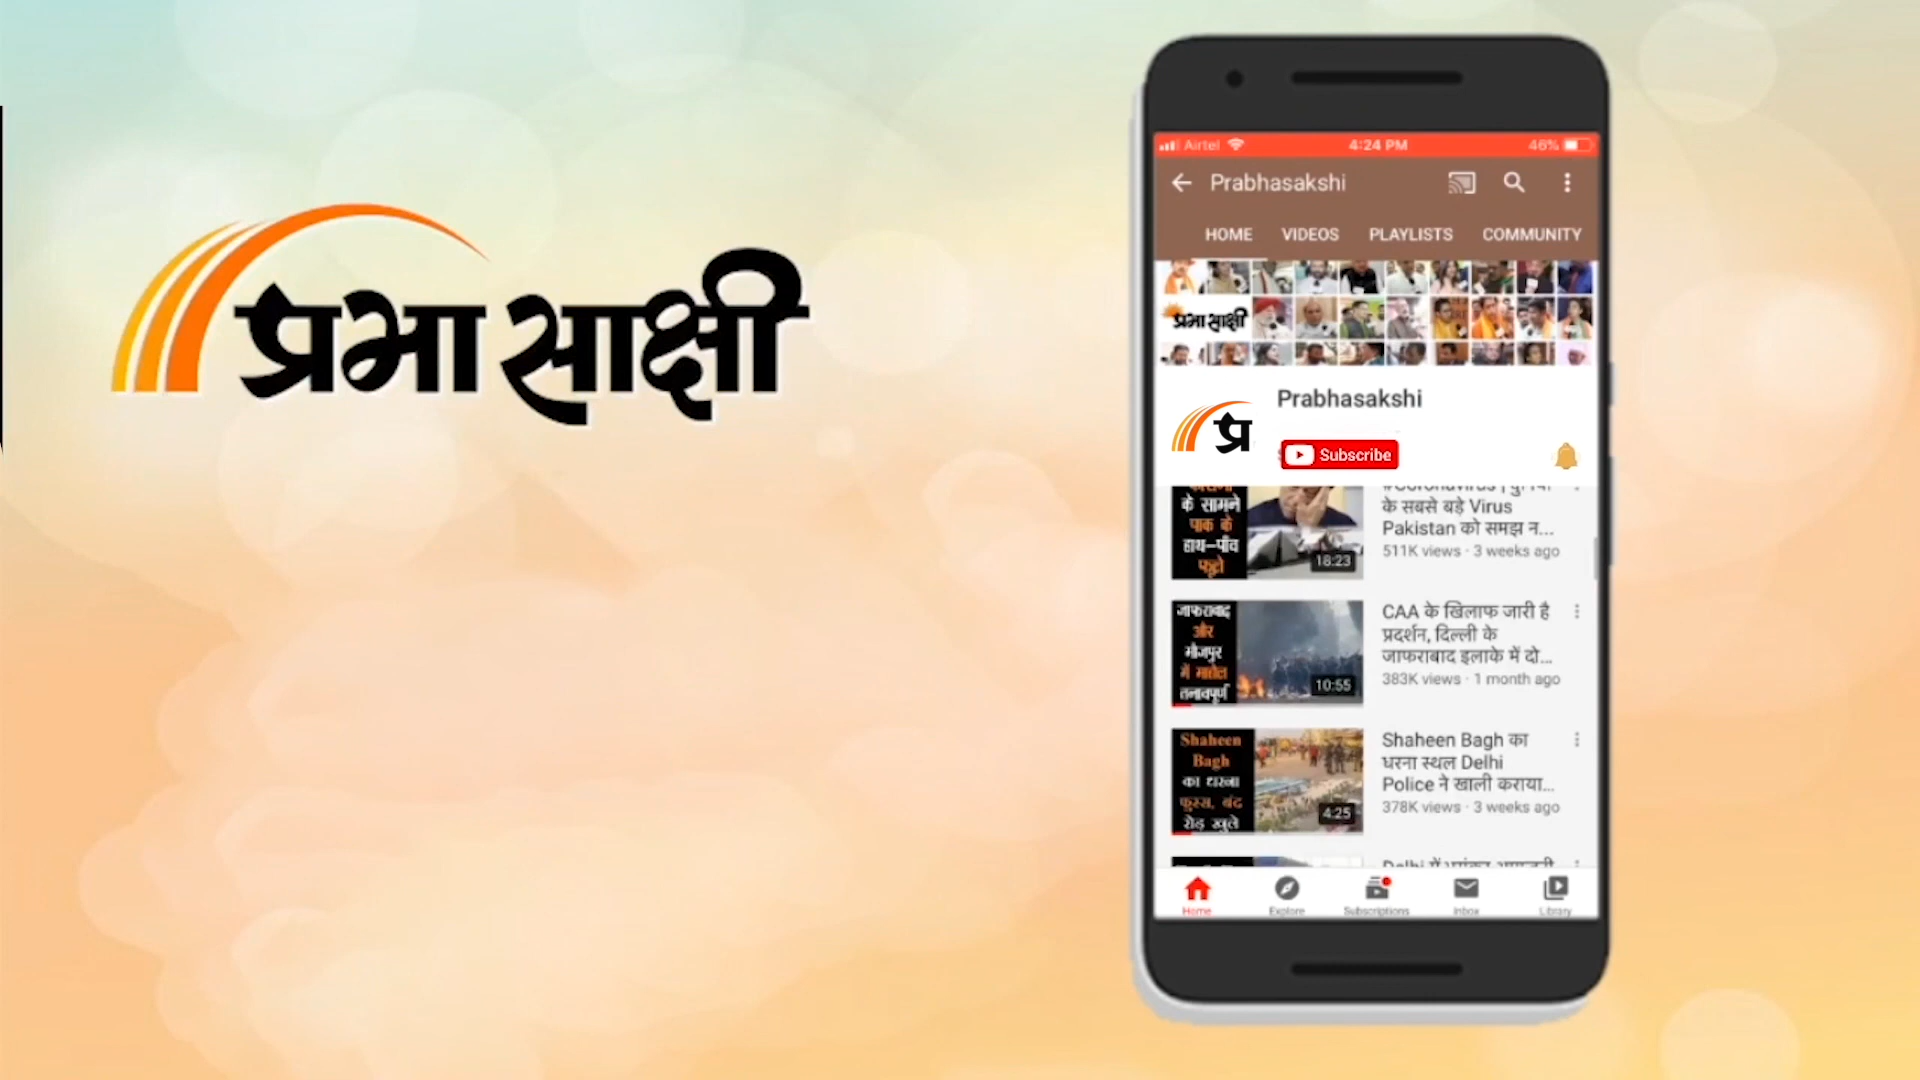 प्रभासाक्षी
Airtel 4:24 PM 46%
Prabhasakshi
HOME VIDEOS PLAYLISTS COMMUNITY
प्रभासाक्षी
Prabhasakshi
प्र
Subscribe
के सामने
पाक के
हाथ-पाँव
फूले
18:23
#Coronavirus |
के सबसे बड़े Virus
Pakistan को समझ न...
511K views · 3 weeks ago
जाफराबाद
और
मौजपुर
में माहौल
तनावपूर्ण
10:55
CAA के खिलाफ जारी है
प्रदर्शन, दिल्ली के
जाफराबाद इलाके में दो...
383K views · 1 month ago
Shaheen
Bagh
का धरना
फुस्स, बंद
रोड खुले
4:25
Shaheen Bagh का
धरना स्थल Delhi
Police ने खाली कराया...
378K views · 3 weeks ago
Home Explore Subscriptions Inbox Library